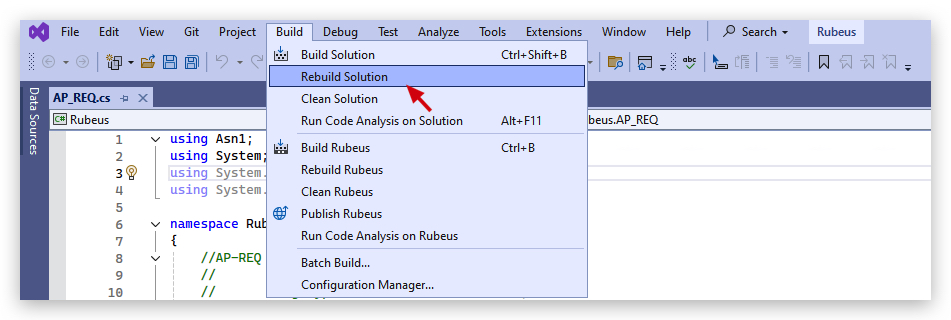 File Edit View Git Project Build Debug Test Analyze Tools Extensions Window Help Search Rubeus
Build Solution Ctrl+Shift+B
Rebuild Solution
Clean Solution
Run Code Analysis on Solution Alt+F11
Build Rubeus Ctrl+B
Rebuild Rubeus
Clean Rubeus
Publish Rubeus
Run Code Analysis on Rubeus
Batch Build...
Configuration Manager...
abc
Data Sources
AP_REQ.cs
C# Rubeus
beus.AP_REQ
1 using Asn1;
2 using System;
3 using System.
4 using System.
5
6 namespace Rub
7 {
8 //AP-REQ
9 //
10 //